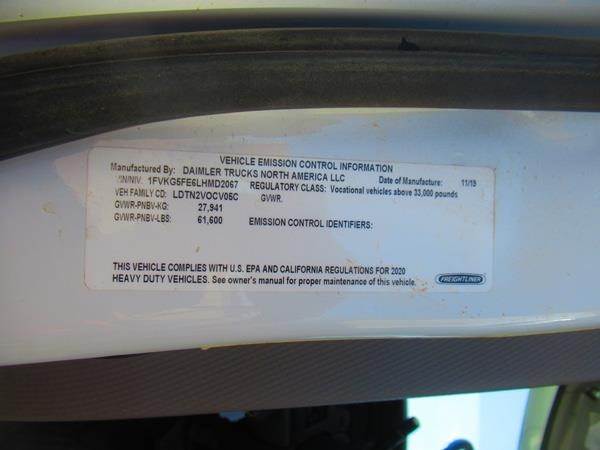 VEHICLE EMISSION CONTROL INFORMATION
Manufactured By: DAIMLER TRUCKS NORTH AMERICA LLC Date of Manufacture: 11/19
VIN/NIV: 1FVKG5FE6LHMD2067 REGULATORY CLASS: Vocational vehicles above 33,000 pounds
VEH FAMILY CD: LDTN2VOCV05C GVWR.
GVWR-PNBV-KG: 27,941
GVWR-PNBV-LBS: 61,600 EMISSION CONTROL IDENTIFIERS:
THIS VEHICLE COMPLIES WITH U.S. EPA AND CALIFORNIA REGULATIONS FOR 2020
HEAVY DUTY VEHICLES. See owner's manual for proper maintenance of this vehicle.
FREIGHTLINER